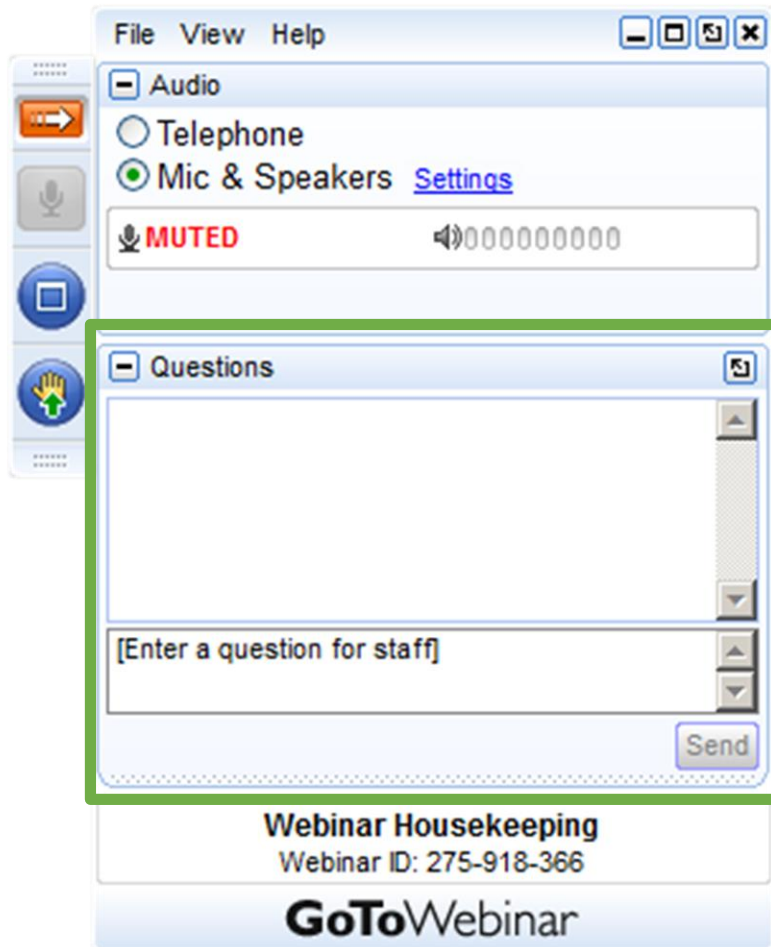 File View Help
Audio
Telephone
Mic & Speakers Settings
MUTED 000000000
Questions
[Enter a question for staff]
Send
Webinar Housekeeping
Webinar ID: 275-918-366
GoToWebinar